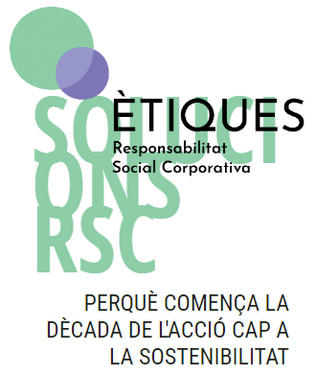 SOLUCI
ONS
RSC
ÈTIQUES
Responsabilitat
Social Corporativa
PERQUÈ COMENÇA LA
DÈCADA DE L'ACCIÓ CAP A
LA SOSTENIBILITAT